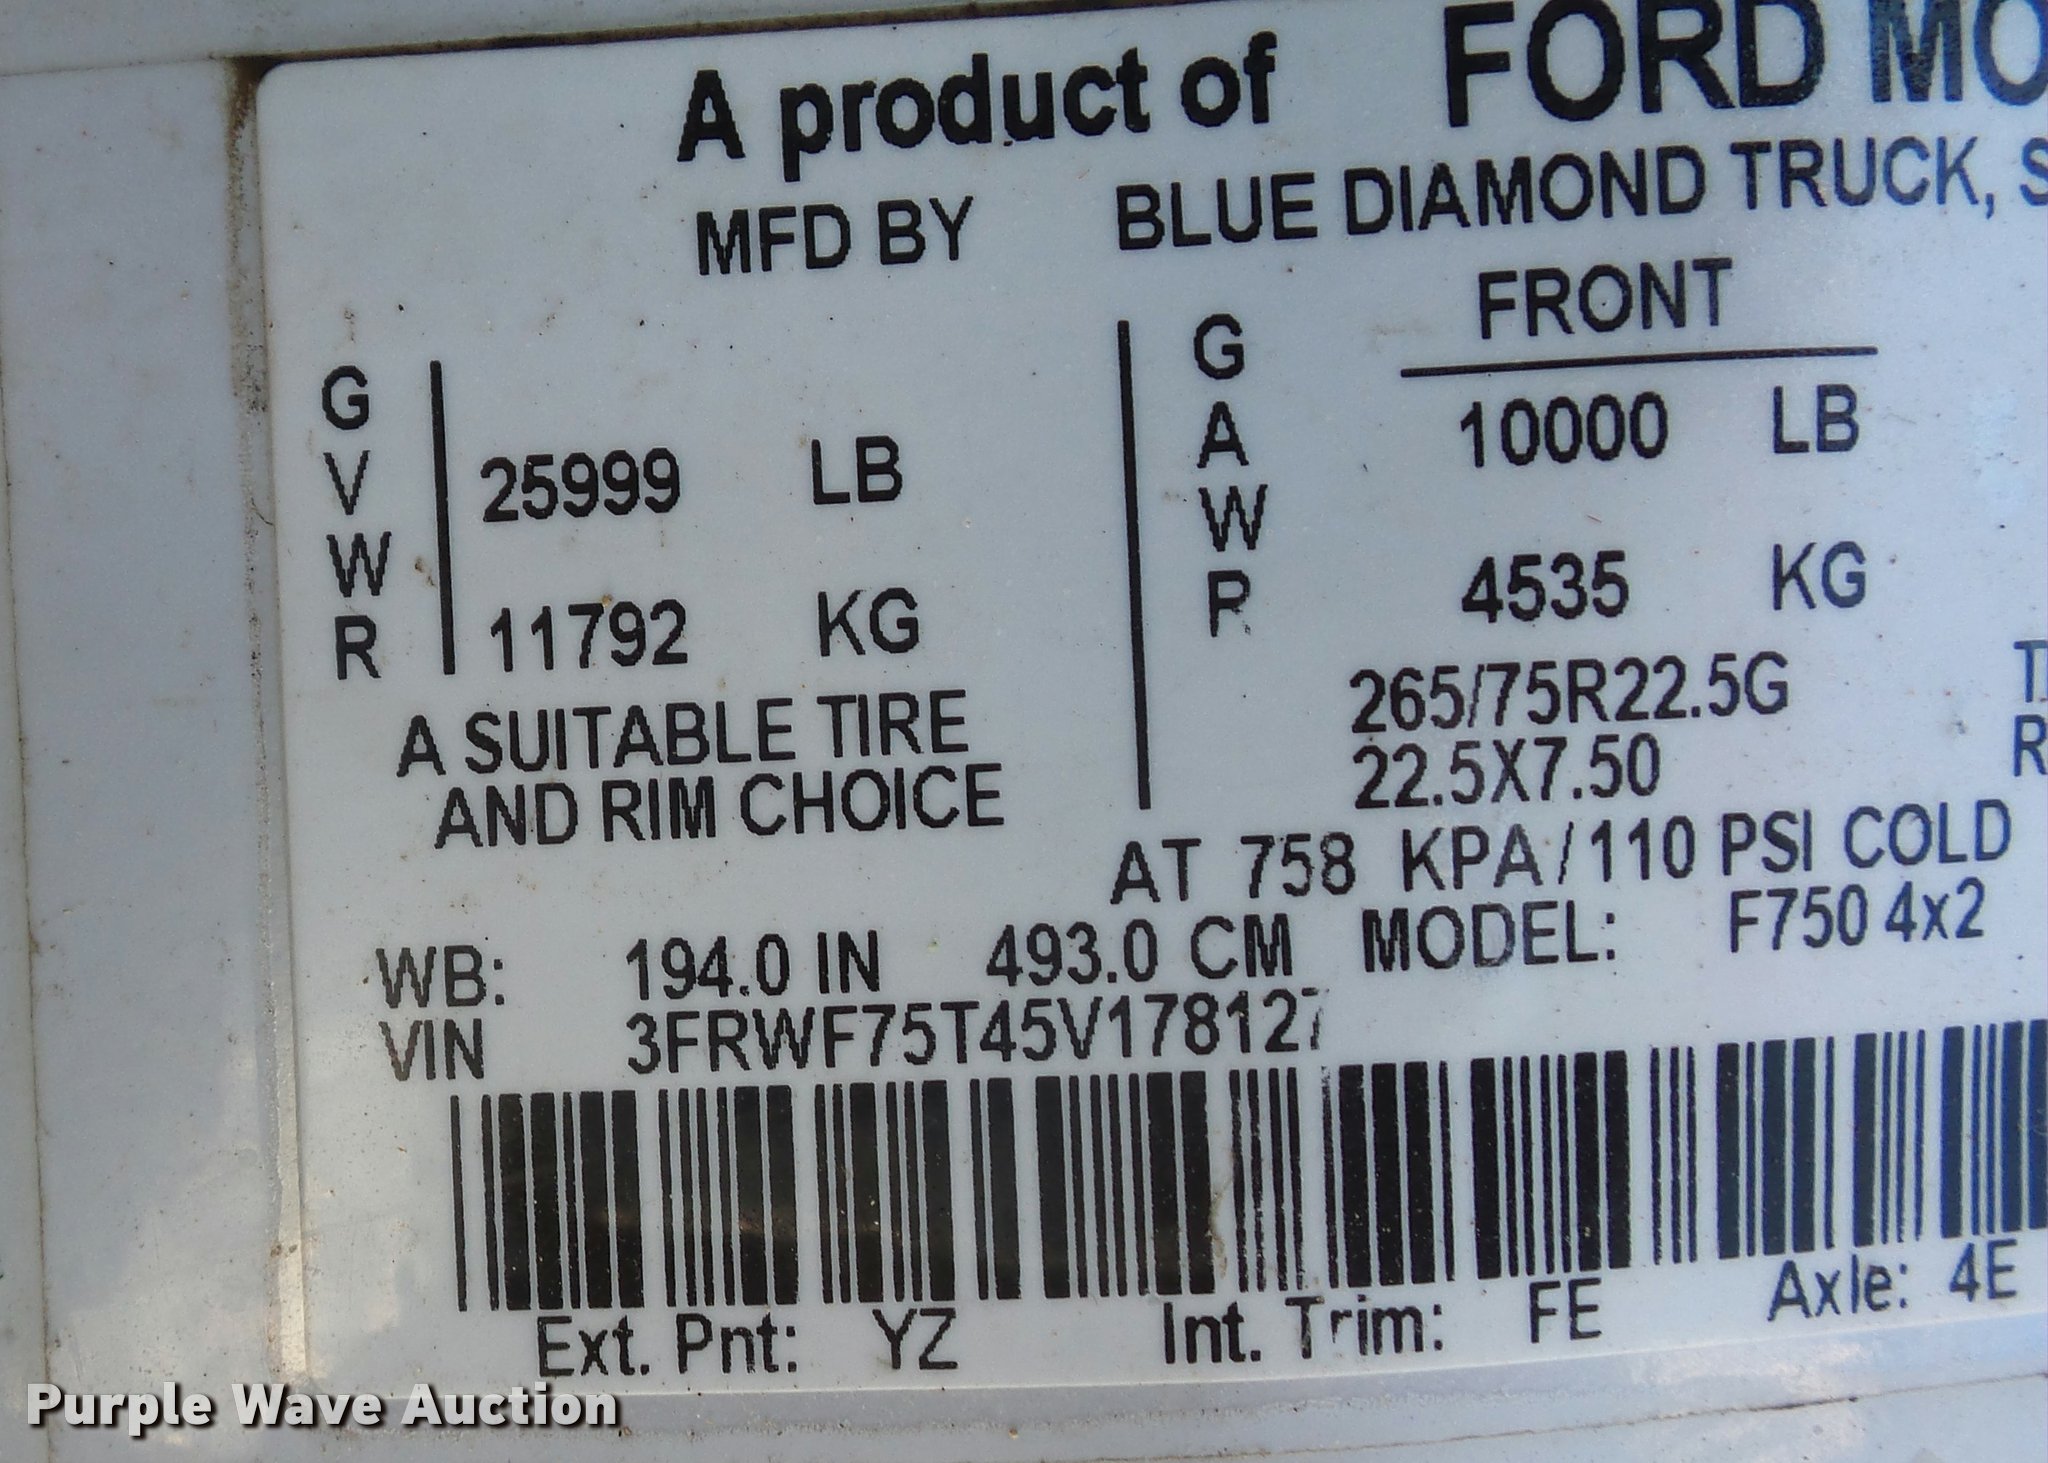 A product of FORD MO
MFD BY BLUE DIAMOND TRUCK, S
FRONT
GVWR 25999 LB GAWR 10000 LB
11792 KG 4535 KG
A SUITABLE TIRE 265/75R22.5G
AND RIM CHOICE 22.5X7.50 R
AT 758 KPA/110 PSI COLD
WB: 194.0 IN 493.0 CM MODEL: F750 4x2
VIN 3FRWF75T45V178127
Ext. Pnt: YZ Int. Trim: FE Axle: 4E
Purple Wave Auction